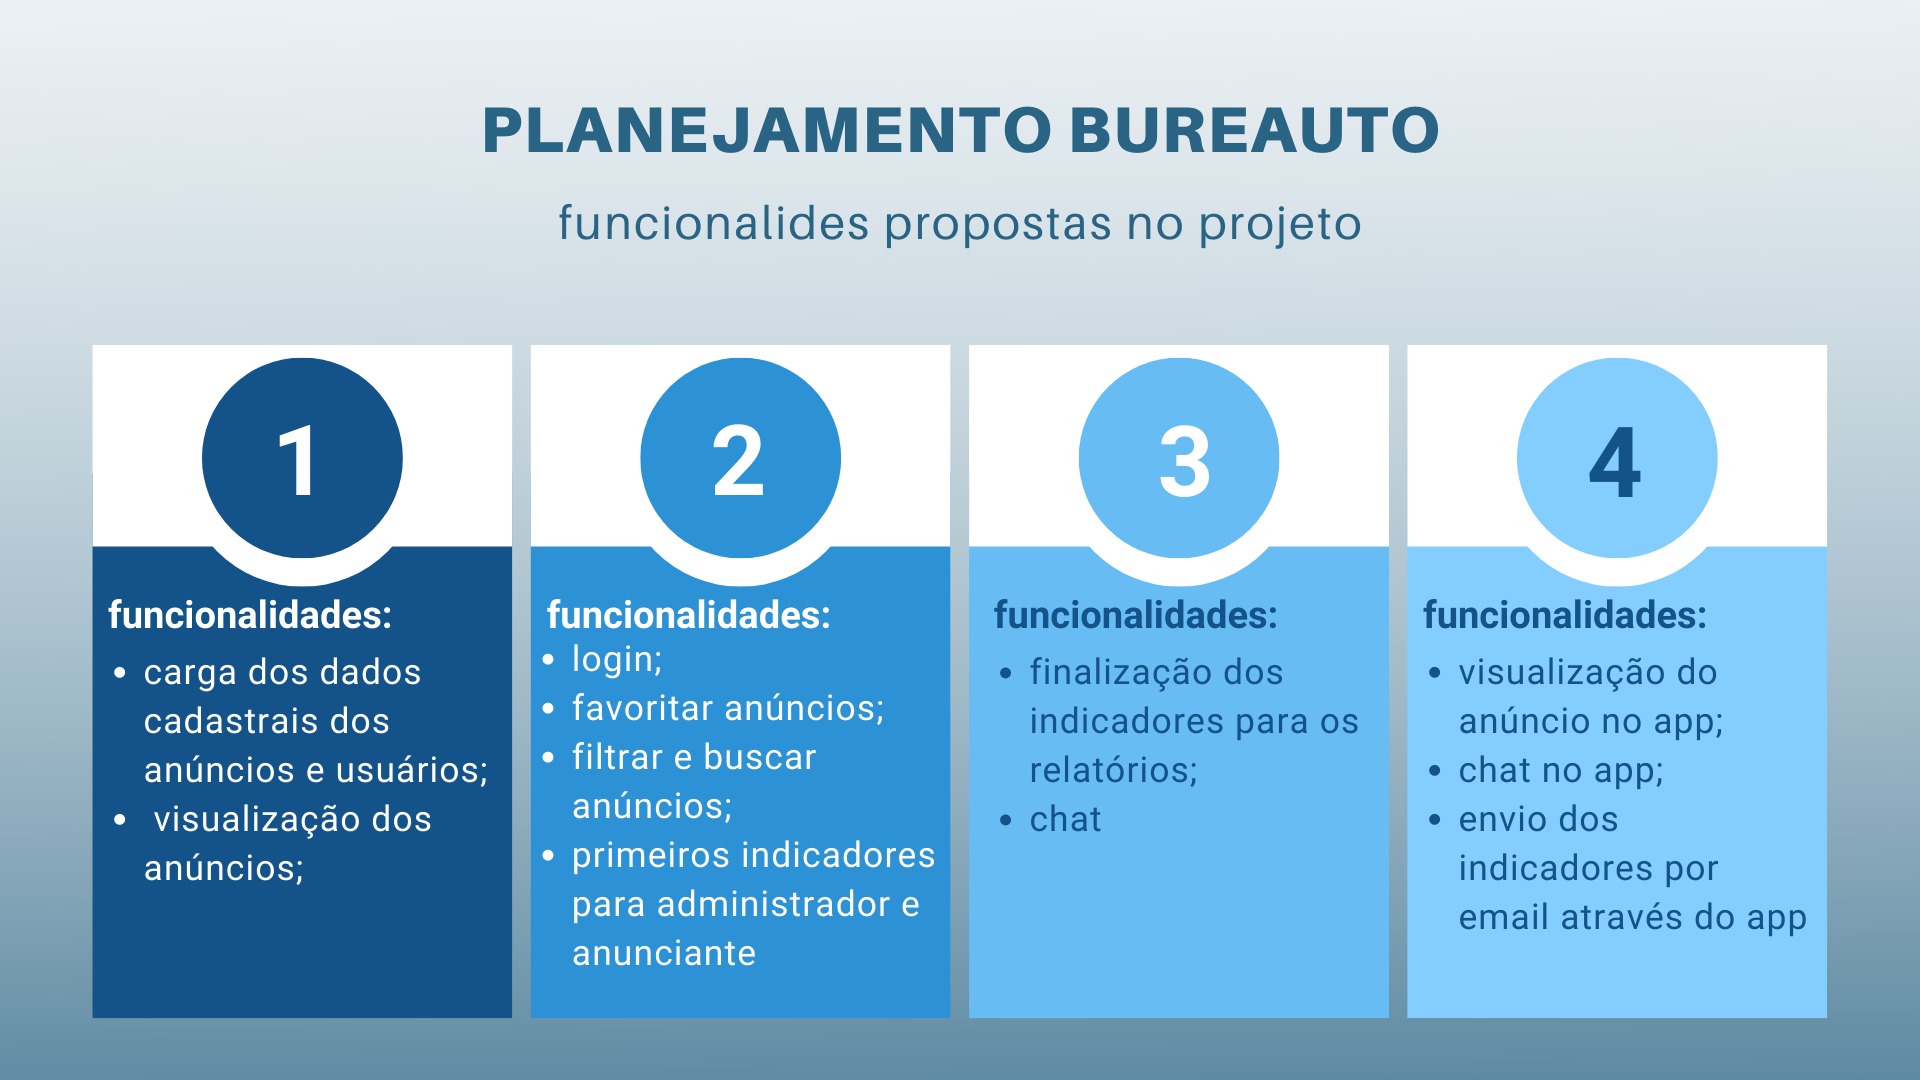 PLANEJAMENTO BUREAUTO
funcionalides propostas no projeto
1
funcionalidades:
• carga dos dados
cadastrais dos
anúncios e usuários;
• visualização dos
anúncios;
2
funcionalidades:
• login;
• favoritar anúncios;
• filtrar e buscar
anúncios;
• primeiros indicadores
para administrador e
anunciante
3
funcionalidades:
• finalização dos
indicadores para os
relatórios;
• chat
4
funcionalidades:
• visualização do
anúncio no app;
• chat no app;
• envio dos
indicadores por
email através do app